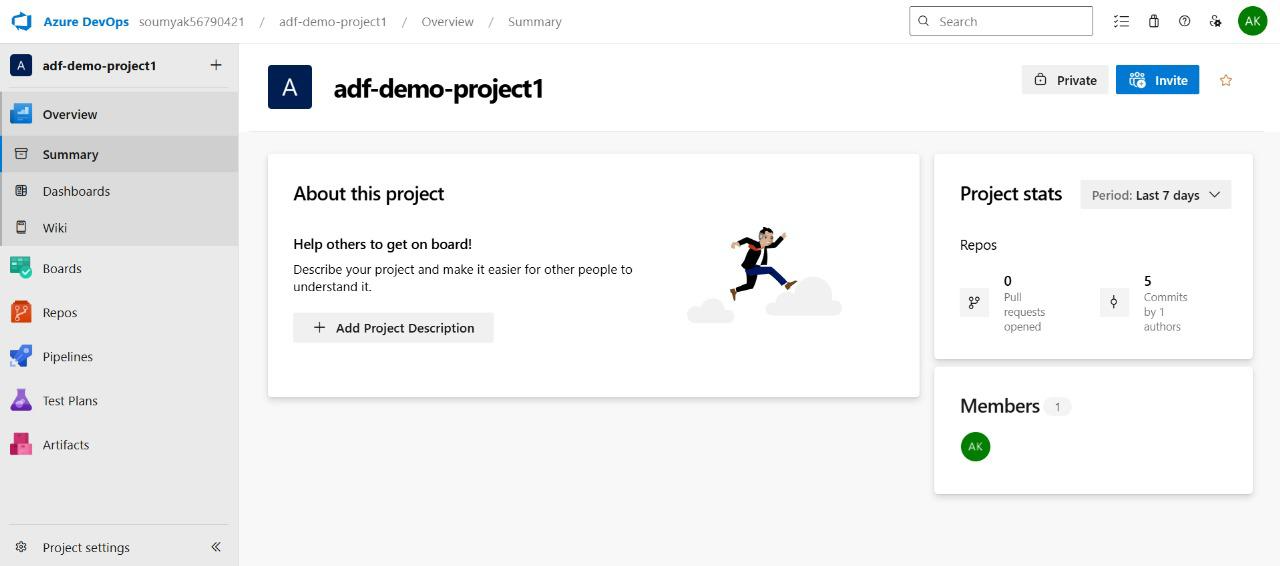 Azure DevOps soumyak56790421 / adf-demo-project1 / Overview / Summary
Search
AK
A adf-demo-project1 +
Overview
Summary
Dashboards
Wiki
Boards
Repos
Pipelines
Test Plans
Artifacts
Project settings
A adf-demo-project1
Private
Invite
About this project
Help others to get on board!
Describe your project and make it easier for other people to
understand it.
+ Add Project Description
Project stats
Period: Last 7 days
Repos
0
Pull
requests
opened
5
Commits
by 1
authors
Members 1
AK